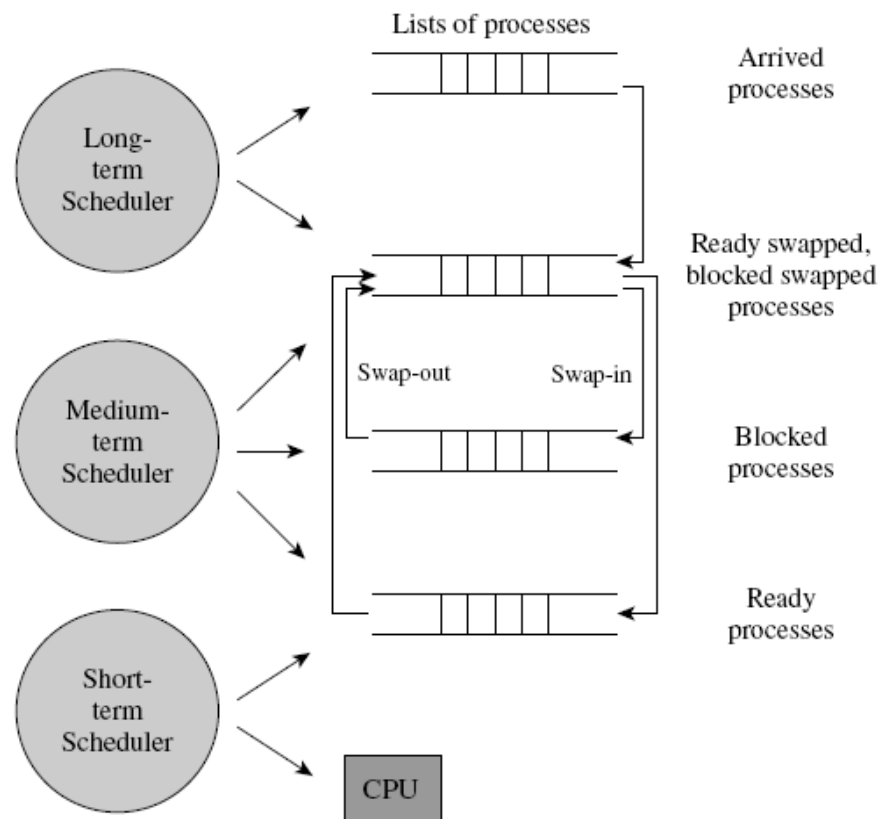 Lists of processes
Arrived
processes
Long-
term
Scheduler
Ready swapped,
blocked swapped
processes
Swap-out
Swap-in
Medium-
term
Scheduler
Blocked
processes
Ready
processes
Short-
term
Scheduler
CPU